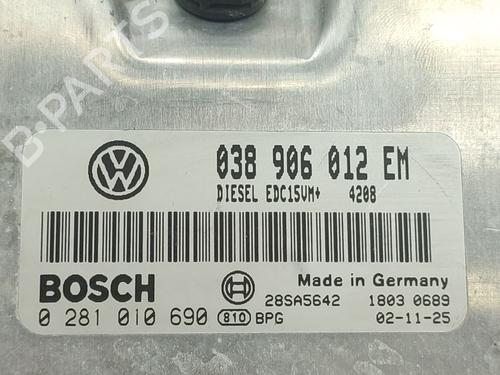 038 906 012 EM
DIESEL EDC15VM+ 4208
BOSCH
Made in Germany
28SA5642 1803 0689
0 281 010 690 810 BPG 02-11-25
B-PARTS